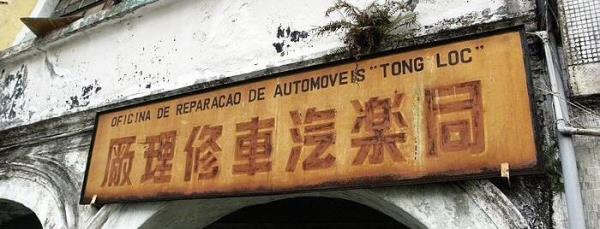 OFICINA DE REPARACAO DE AUTOMOVEIS "TONG LOC"
廠理修車汽樂同